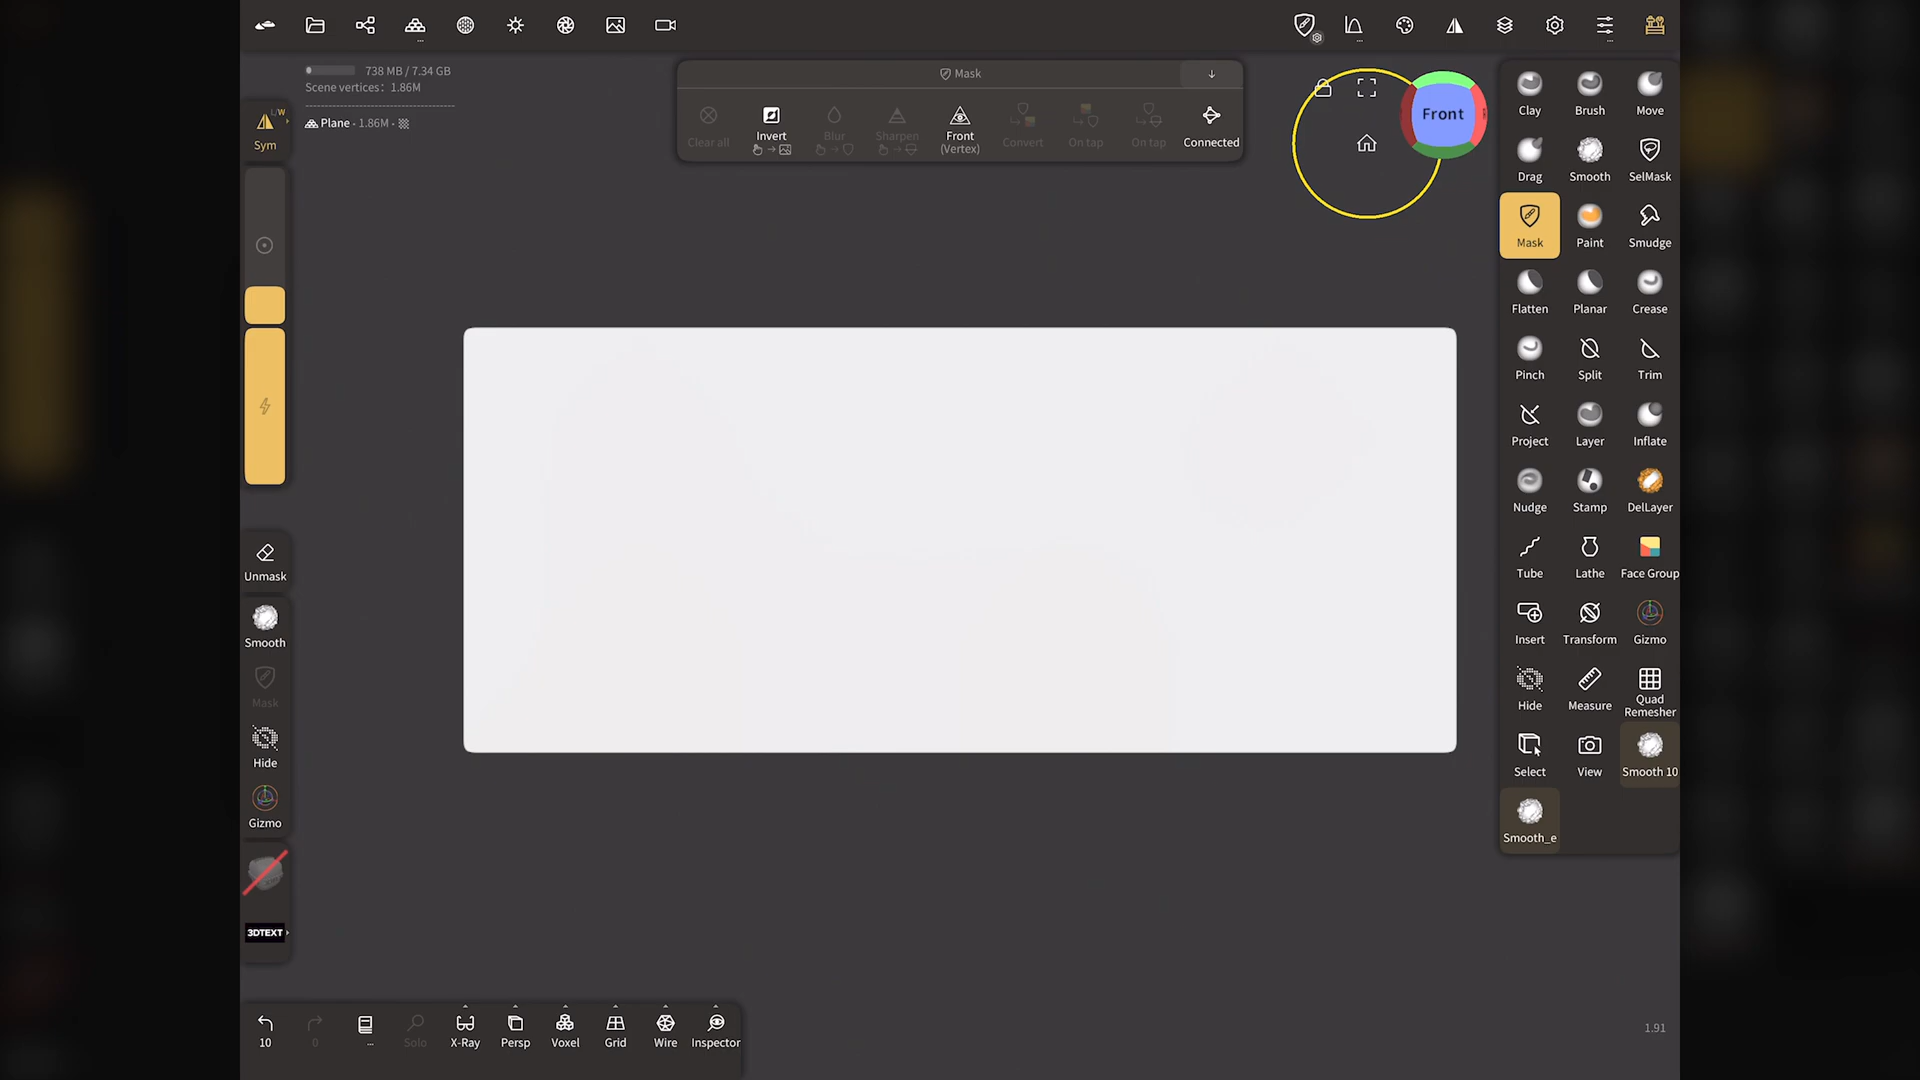 738 MB / 7.34 GB
Scene vertices: 1.86M
Plane • 1.86M •
Mask
Clear all
Invert
Blur
Sharpen
Front
(Vertex)
Convert
On tap
On tap
Connected
Front
L/W
Sym
Unmask
Smooth
Mask
Hide
Gizmo
3DTEXT
Clay
Brush
Move
Drag
Smooth
SelMask
Mask
Paint
Smudge
Flatten
Planar
Crease
Pinch
Split
Trim
Project
Layer
Inflate
Nudge
Stamp
DelLayer
Tube
Lathe
Face Group
Insert
Transform
Gizmo
Hide
Measure
Quad
Remesher
Select
View
Smooth 10
Smooth_e
10
0
...
Solo
X-Ray
Persp
Voxel
Grid
Wire
Inspector
1.91